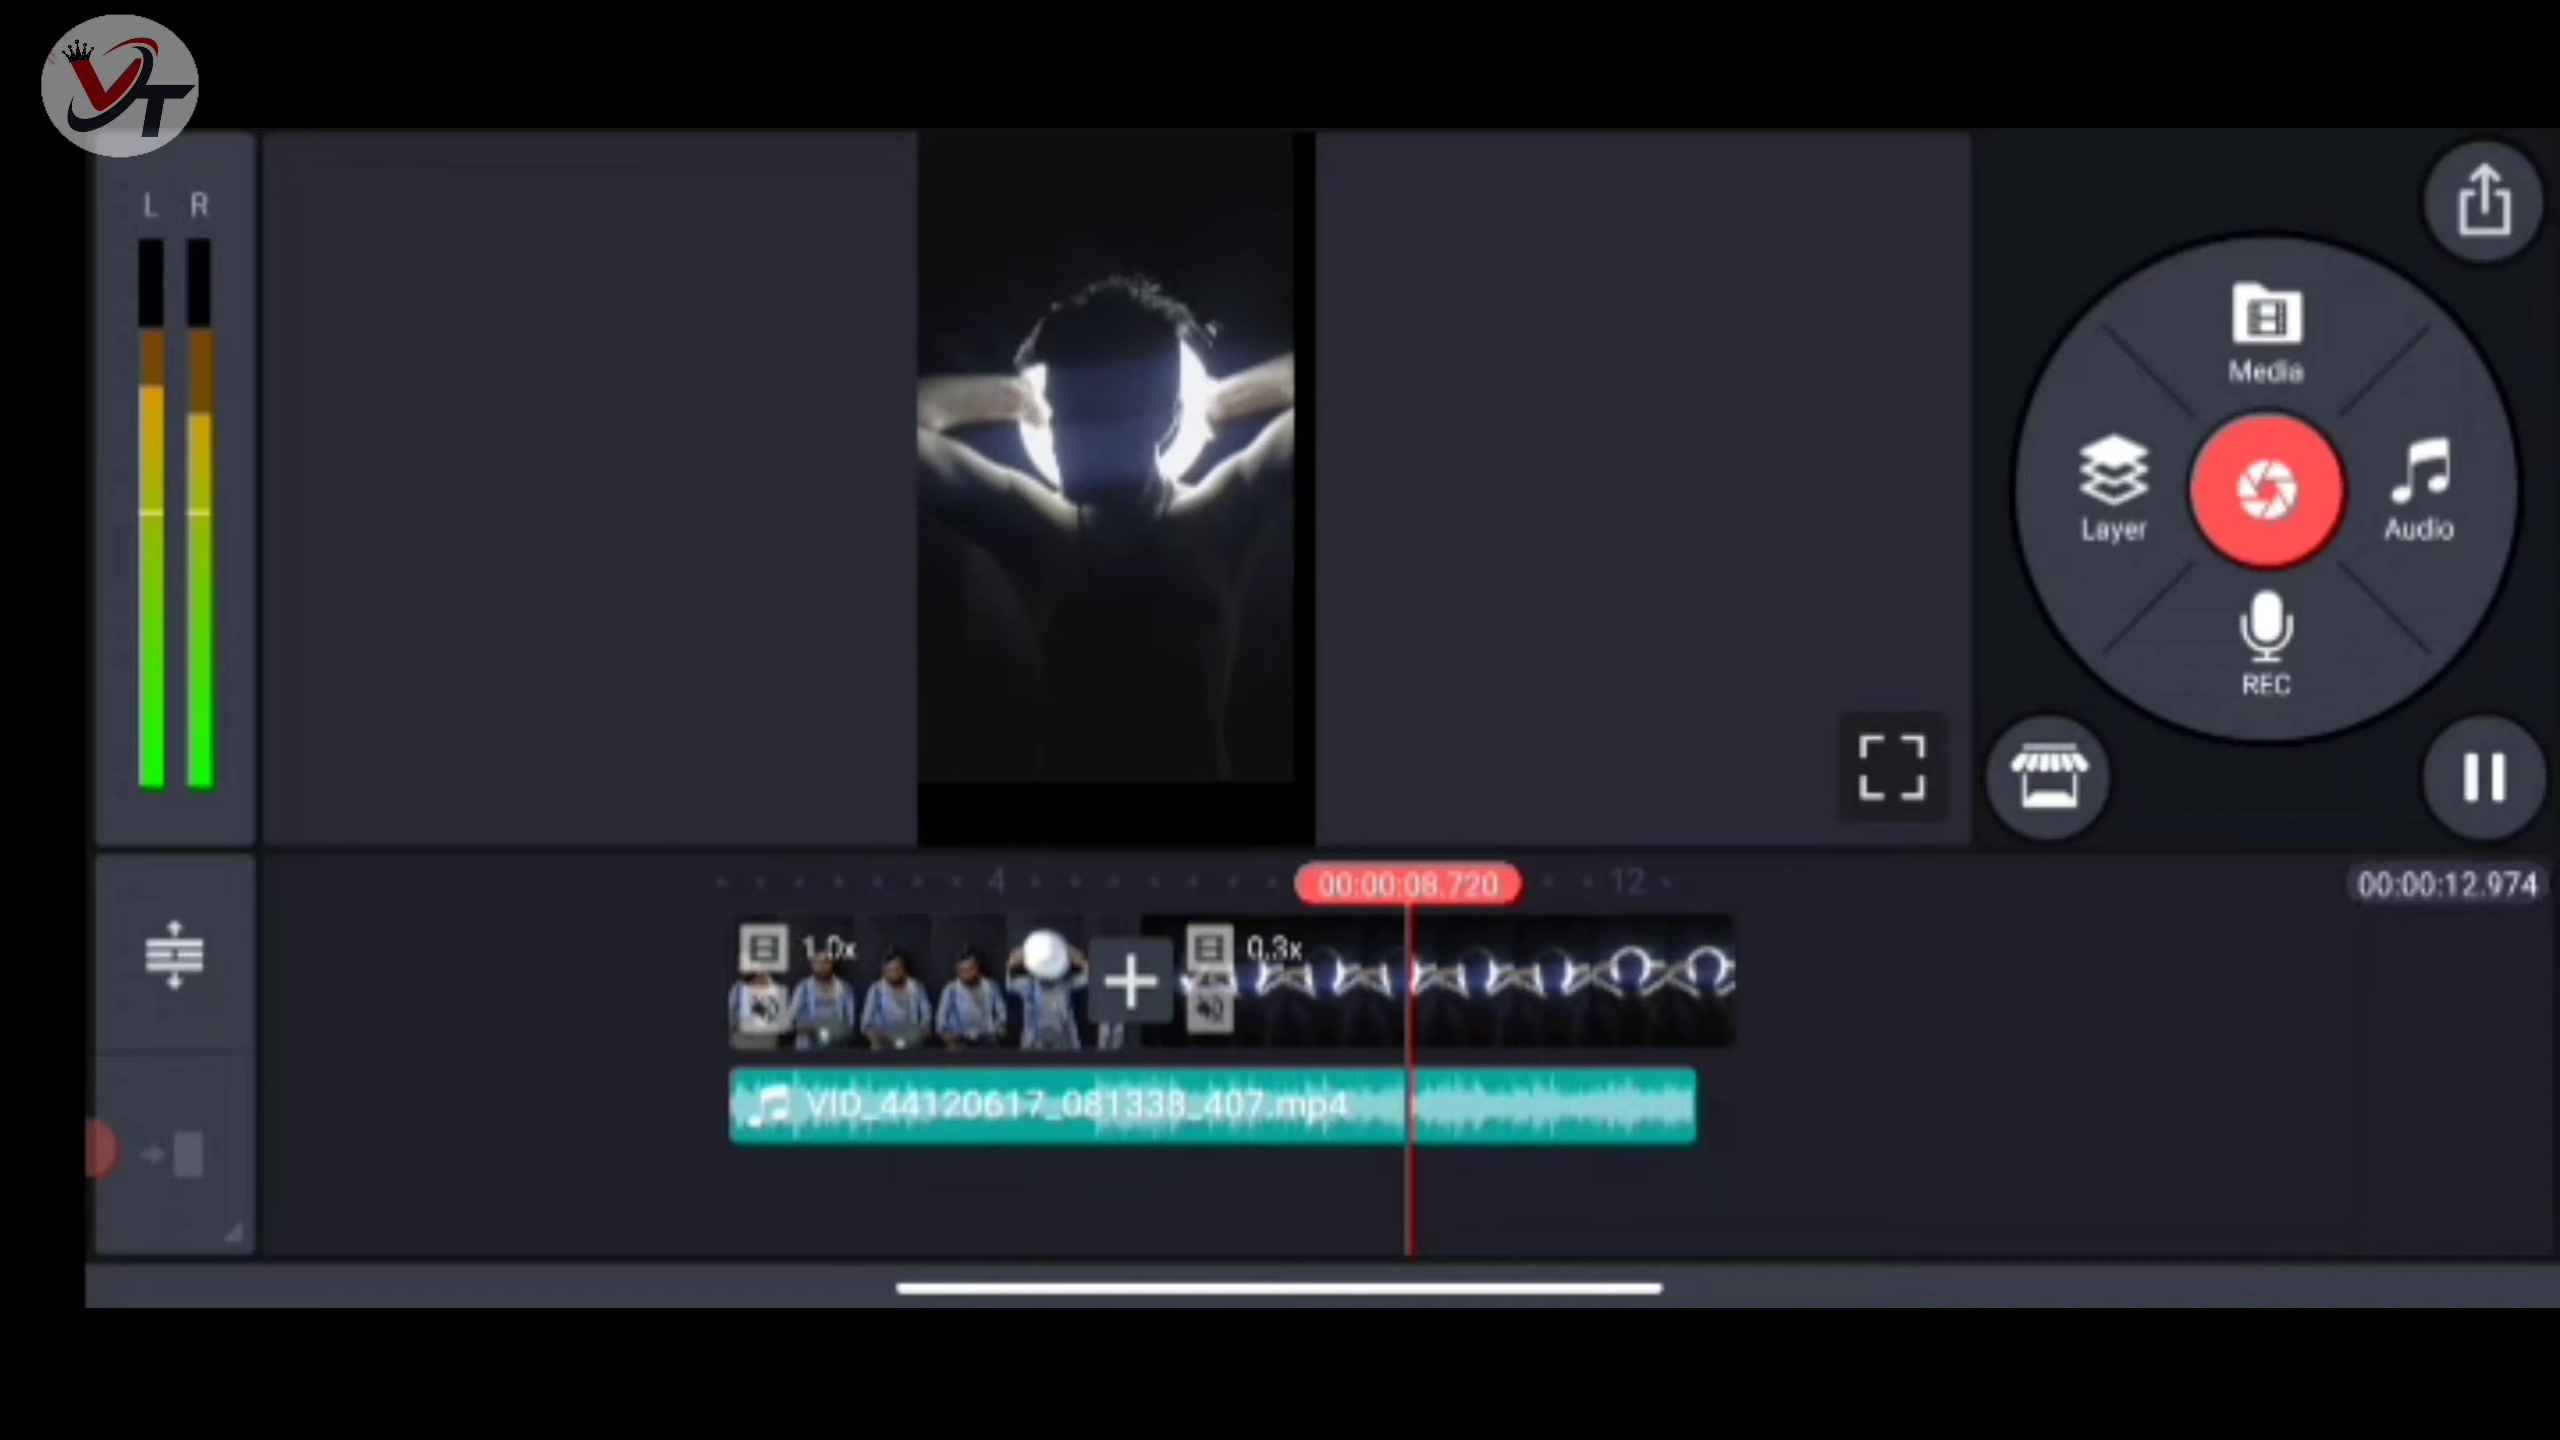 VT
L R
Media
Layer
Audio
REC
4
00:00:08.720
12
00:00:12.974
1.0x
0.3x
VID_44120617_081338_407.mp4